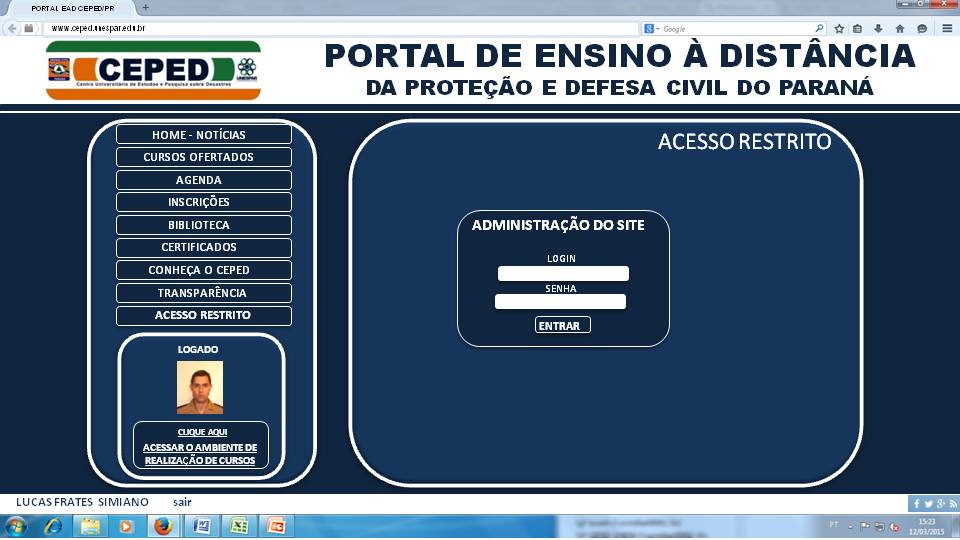 PORTAL EAD CEPED/PR
www.ceped.unespar.edu.br
Google
CEPED
UNESPAR
Centro Universitário de Estudos e Pesquisa sobre Desastres
PORTAL DE ENSINO À DISTÂNCIA
DA PROTEÇÃO E DEFESA CIVIL DO PARANÁ
HOME - NOTÍCIAS
CURSOS OFERTADOS
AGENDA
INSCRIÇÕES
BIBLIOTECA
CERTIFICADOS
CONHEÇA O CEPED
TRANSPARÊNCIA
ACESSO RESTRITO
LOGADO
CLIQUE AQUI
ACESSAR O AMBIENTE DE
REALIZAÇÃO DE CURSOS
ACESSO RESTRITO
ADMINISTRAÇÃO DO SITE
LOGIN
SENHA
ENTRAR
LUCAS FRATES SIMIANO sair
PT
15:23
12/03/2015